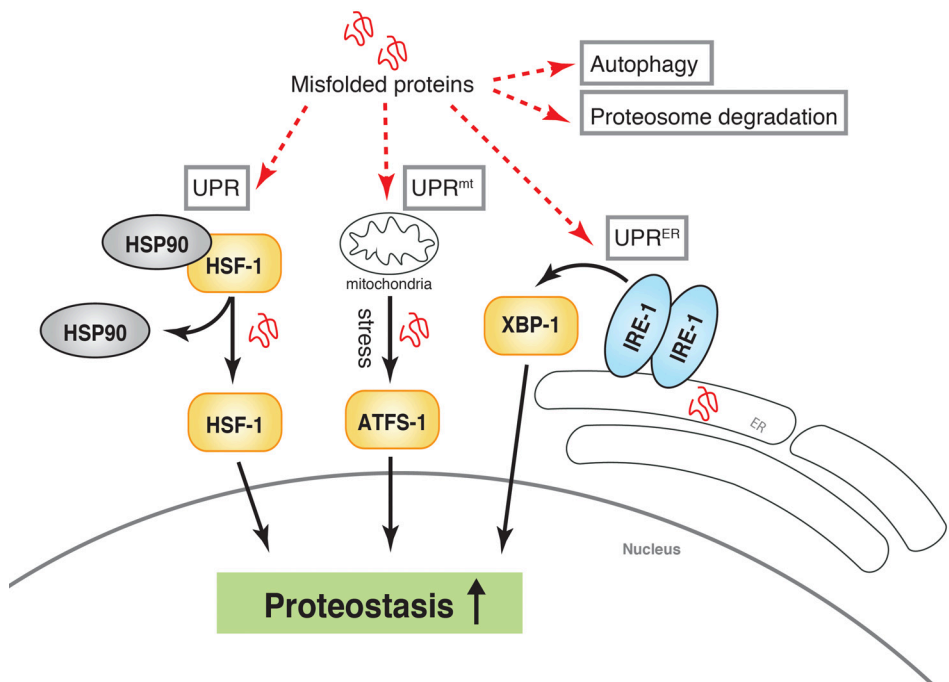 Misfolded proteins
Autophagy
Proteosome degradation
UPR
UPRᵐᵗ
UPRᴱᴿ
HSP90
HSF-1
mitochondria
IRE-1
IRE-1
XBP-1
HSP90
stress
HSF-1
ATFS-1
ER
Nucleus
Proteostasis